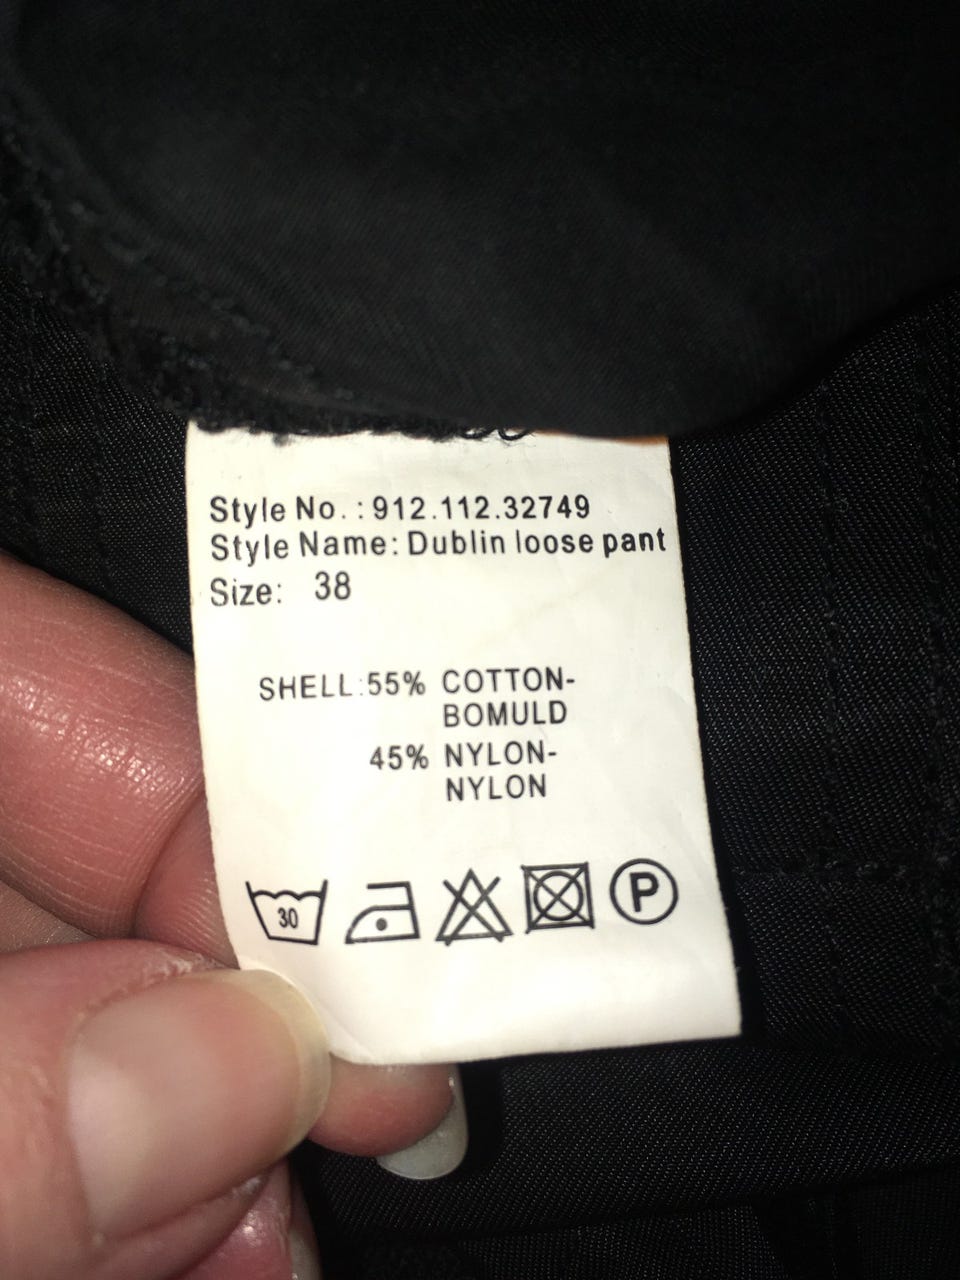 Style No. : 912.112.32749
Style Name: Dublin loose pant
Size: 38
SHELL:55% COTTON-
BOMULD
45% NYLON-
NYLON
30
P